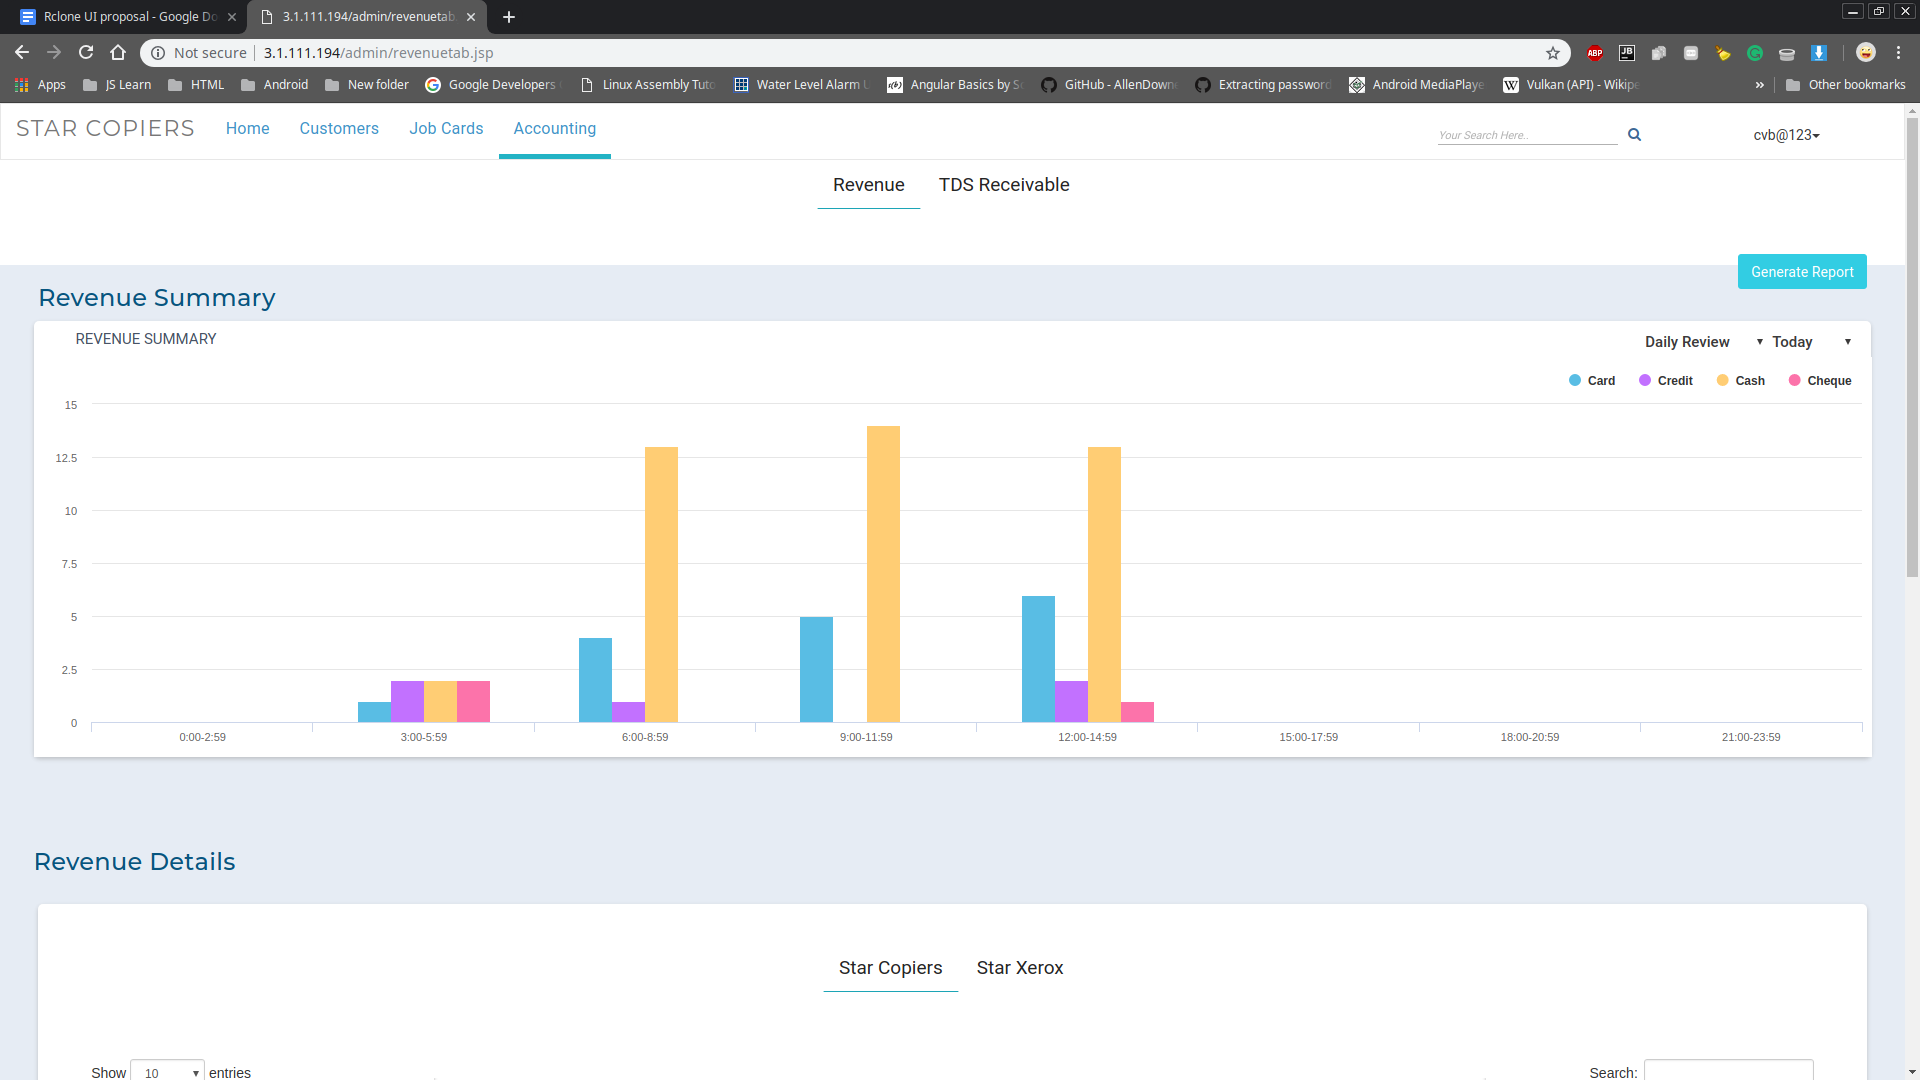 Rclone UI proposal - Google Do
3.1.111.194/admin/revenuetab.
Not secure 3.1.111.194/admin/revenuetab.jsp
ABP JB
Apps JS Learn HTML Android New folder Google Developers Linux Assembly Tuto Water Level Alarm U Angular Basics by Sc GitHub - AllenDowne Extracting password Android MediaPlaye Vulkan (API) - Wikipe » Other bookmarks
STAR COPIERS Home Customers Job Cards Accounting Your Search Here.. cvb@123
Revenue TDS Receivable
Generate Report
Revenue Summary
REVENUE SUMMARY
Daily Review Today
Card Credit Cash Cheque
15
12.5
10
7.5
5
2.5
0
0:00-2:59 3:00-5:59 6:00-8:59 9:00-11:59 12:00-14:59 15:00-17:59 18:00-20:59 21:00-23:59
Revenue Details
Star Copiers Star Xerox
Show 10 entries Search: